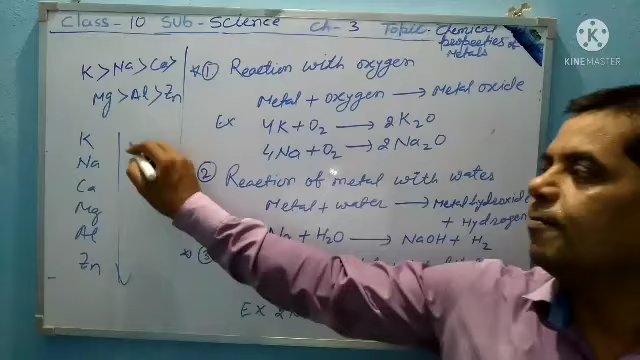 Class-10 Sub-Science Ch-3 Topic-Chemical properties of Metals
K > Na > Ca >
Mg > Al > Zn
K
Na
Ca
Mg
Al
Zn
* ① Reaction with oxygen
Metal + oxygen → Metal oxide
Ex 4K + O₂ → 2K₂O
4Na + O₂ → 2Na₂O
② Reaction of metal with water
Metal + water → Metal hydroxide
+ Hydrogen
Na + H₂O → NaOH + H₂
* ③
Ex 2
KINEMASTER